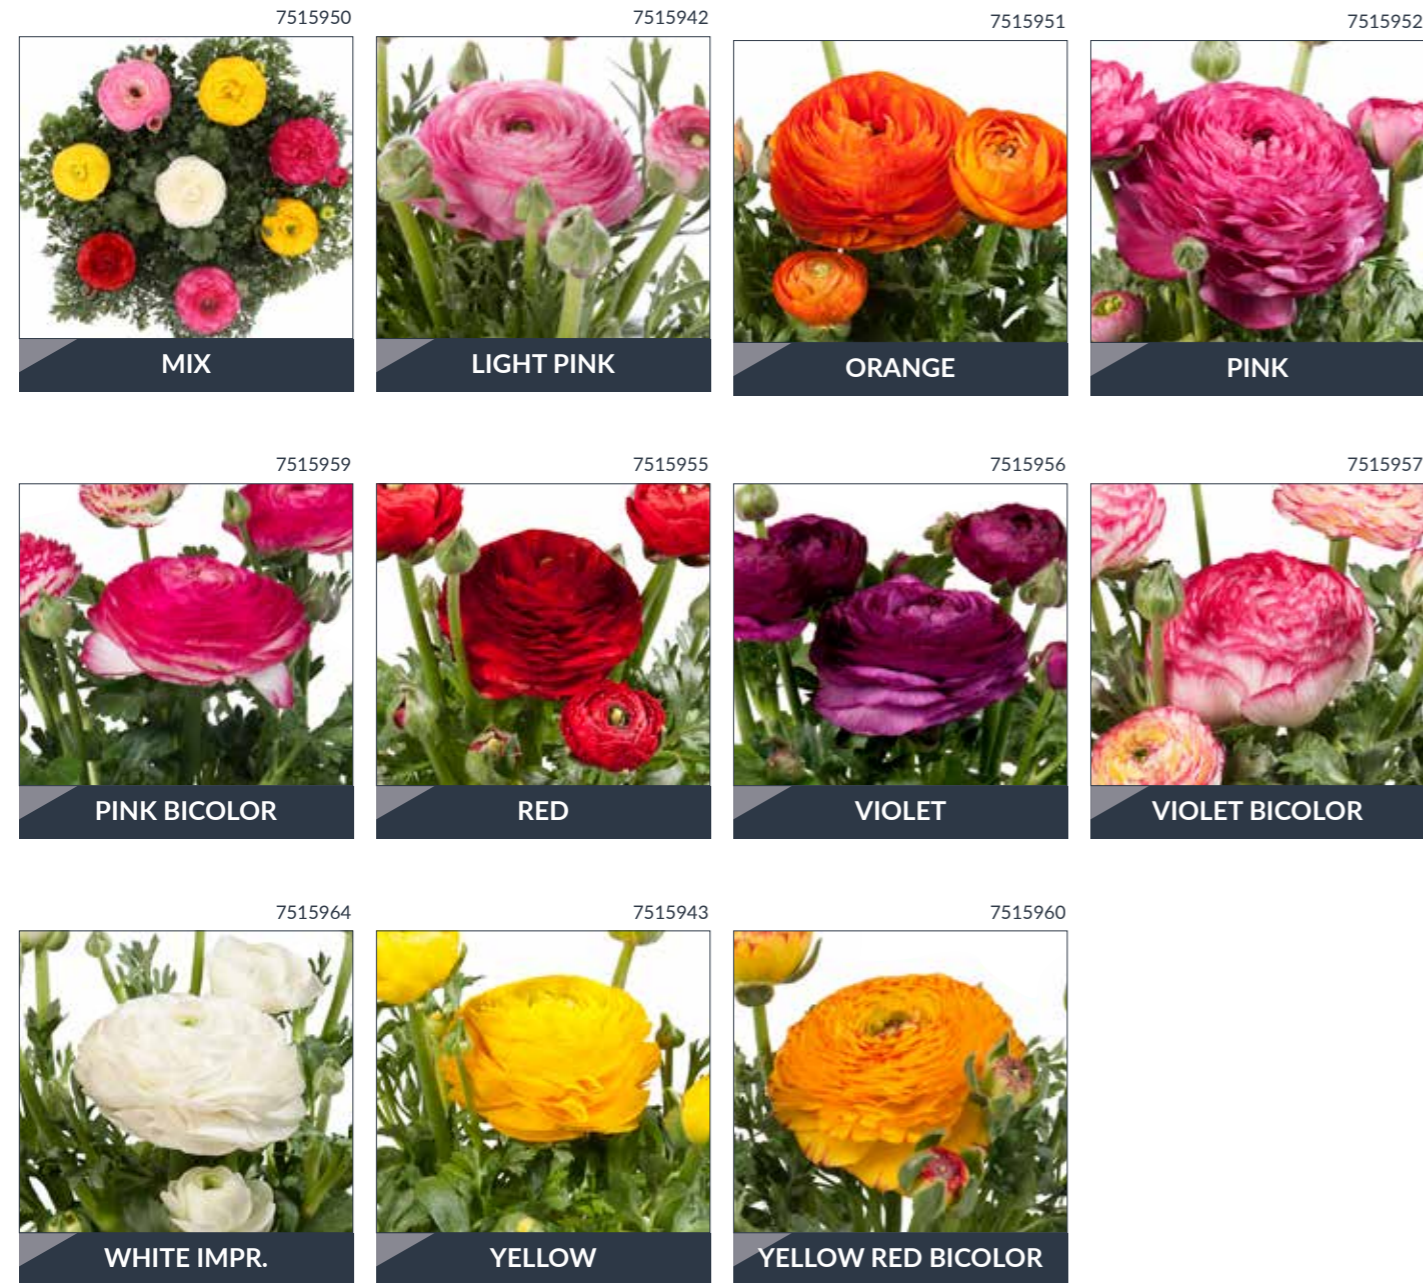 7515950
7515942
7515951
7515952
MIX
LIGHT PINK
ORANGE
PINK
7515959
7515955
7515956
7515957
PINK BICOLOR
RED
VIOLET
VIOLET BICOLOR
7515964
7515943
7515960
WHITE IMPR.
YELLOW
YELLOW RED BICOLOR